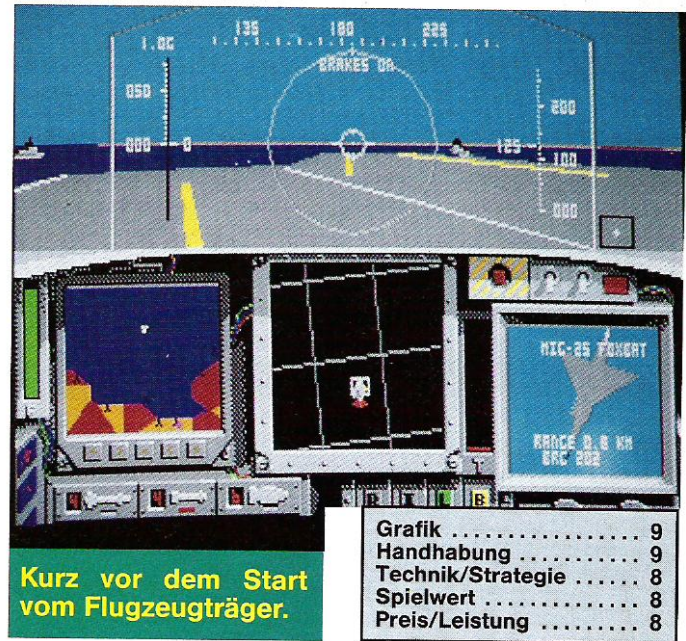 135 180 225
1.0G
BRAKES ON
050
200
000 0
125
100
000
MIG-25 FOXBAT
RANGE 0.0 KM
BRG 202
Kurz vor dem Start
vom Flugzeugträger.
Grafik .................. 9
Handhabung .............. 9
Technik/Strategie ....... 8
Spielwert ............... 8
Preis/Leistung .......... 8